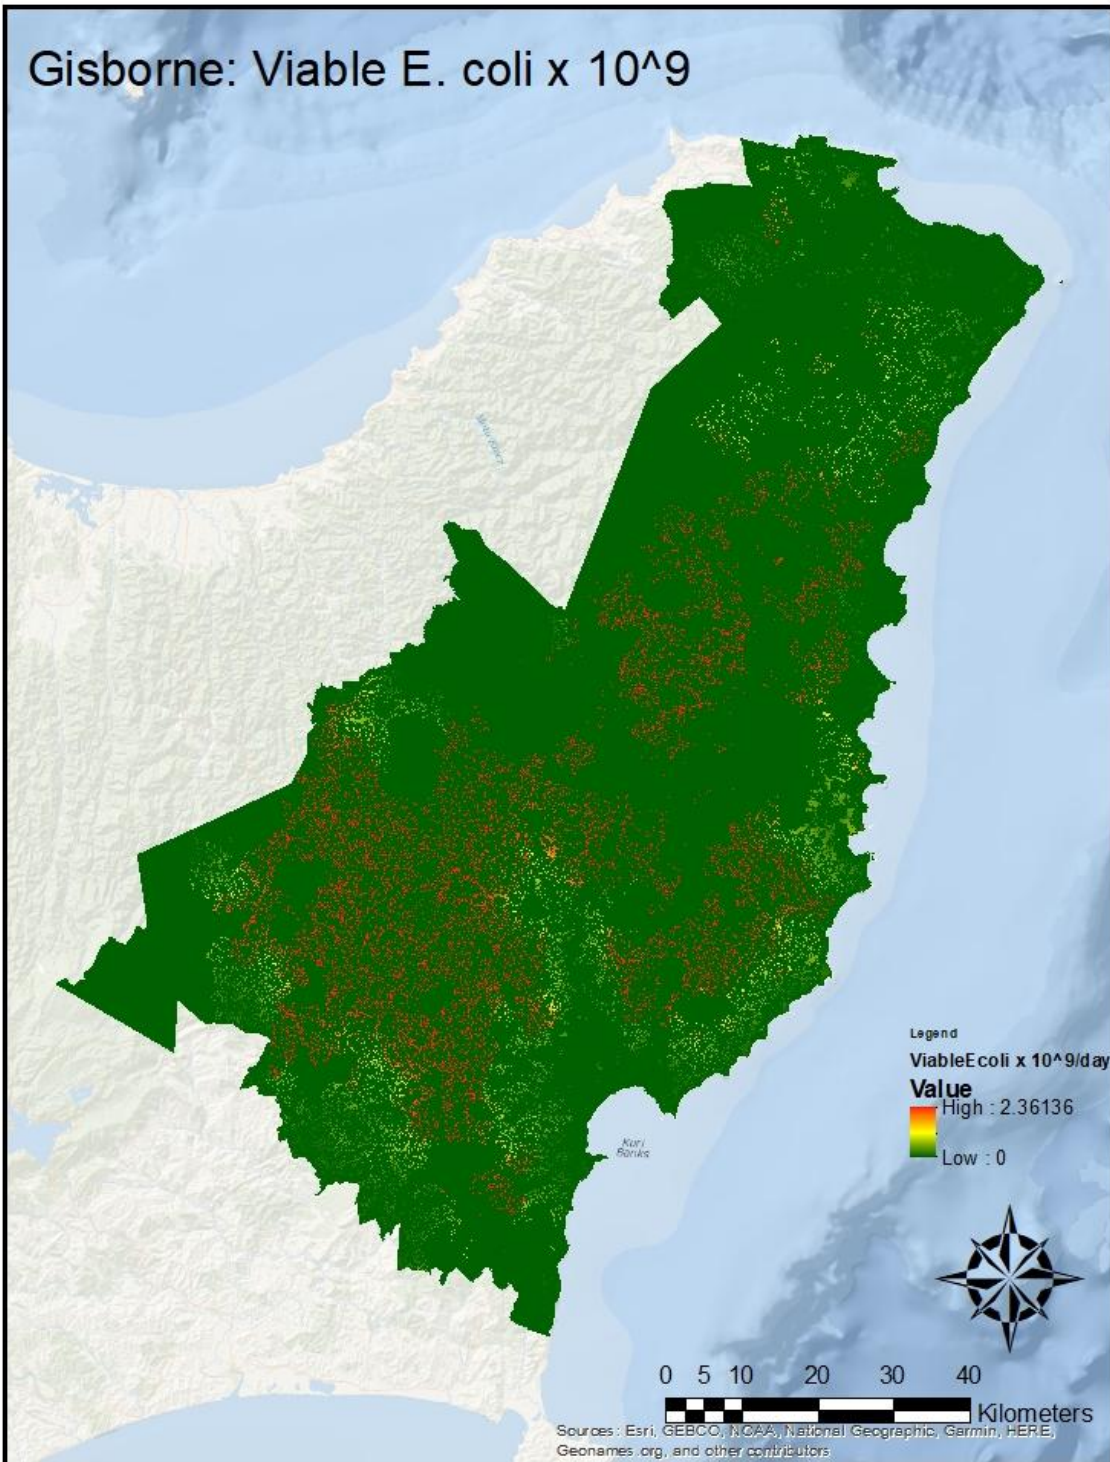 Gisborne: Viable E. coli x 10^9
Kuri
Banks
Legend
ViableEcoli x 10^9/day
Value
High : 2.36136
Low : 0
0 5 10 20 30 40
Kilometers
Sources: Esri, GEBCO, NOAA, National Geographic, Garmin, HERE,
Geonames.org, and other contributors